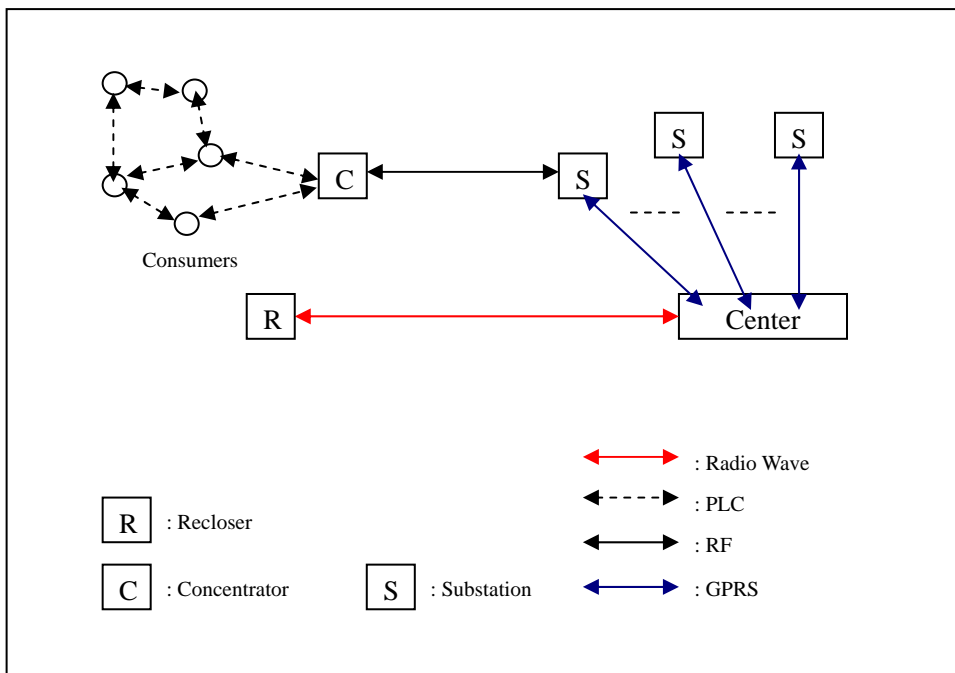 S
S
C
S
Consumers
R
Center
: Radio Wave
: PLC
R
: Recloser
: RF
C
: Concentrator
S
: Substation
: GPRS